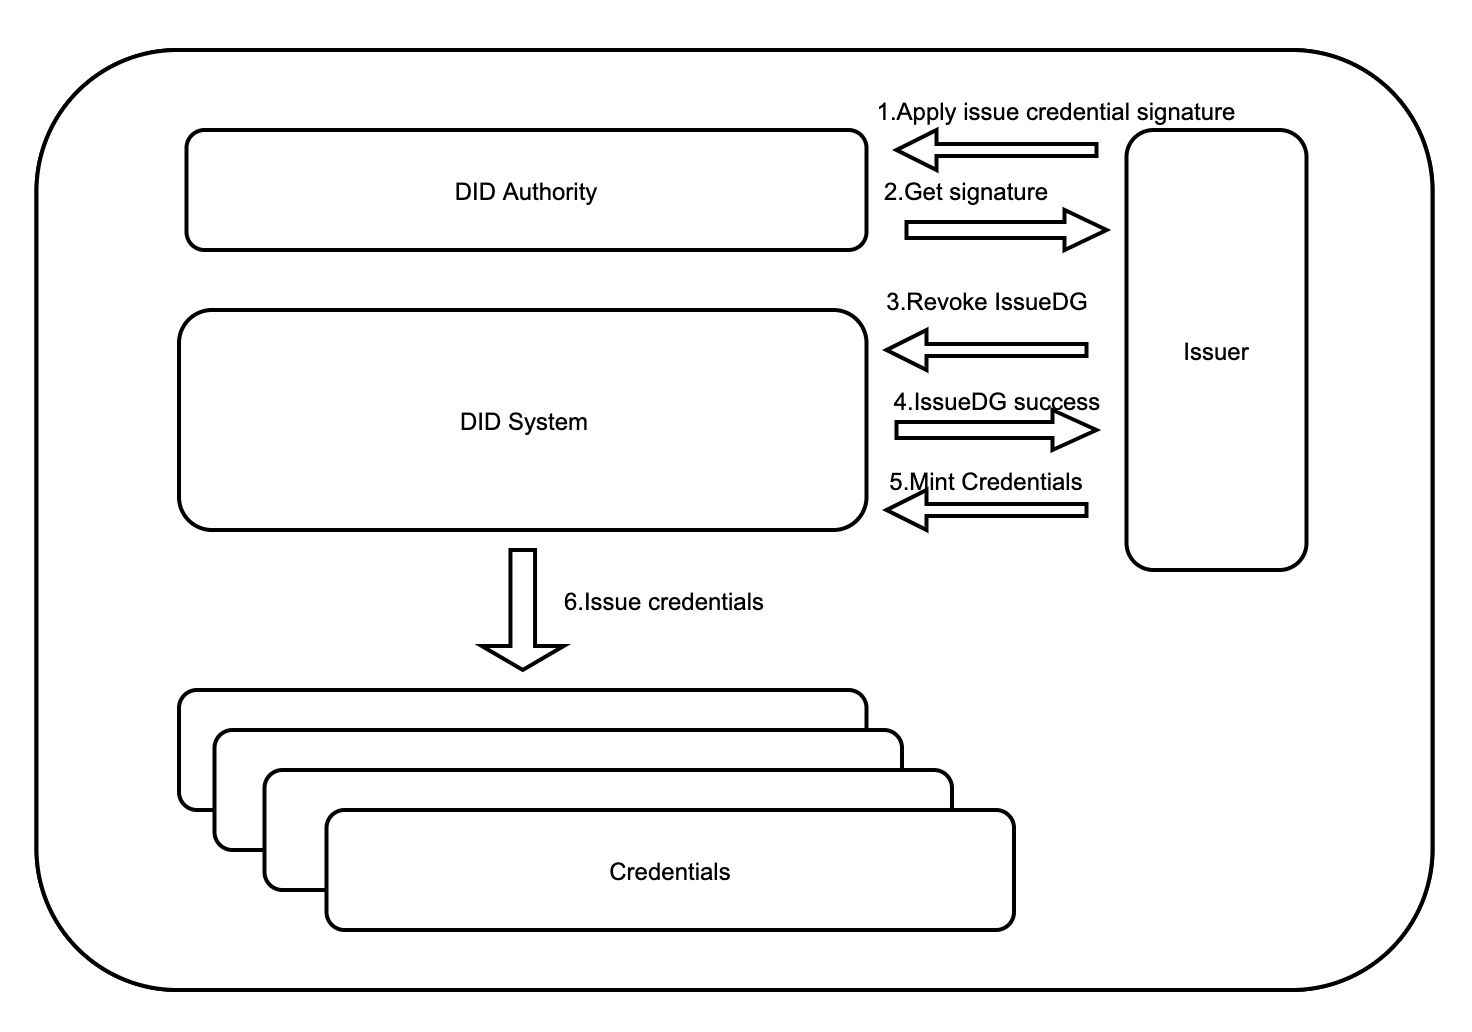 1.Apply issue credential signature
DID Authority
2.Get signature
3.Revoke IssueDG
Issuer
4.IssueDG success
DID System
5.Mint Credentials
6.Issue credentials
Credentials